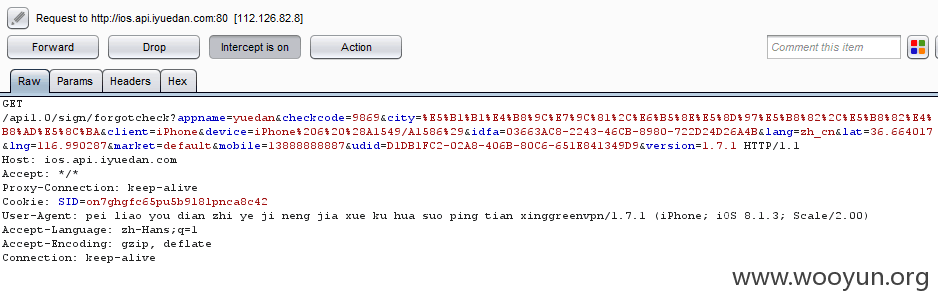 Request to http://ios.api.iyuedan.com:80 [112.126.82.8]
Forward Drop Intercept is on Action Comment this item
Raw Params Headers Hex
GET
/api1.0/sign/forgotcheck?appname=yuedan&checkcode=9869&city=%E5%B1%B1%E4%B8%9C%E7%9C%81%2C%E6%B5%8E%E5%8D%97%E5%B8%82%2C%E5%B8%82%E4%
B8%AD%E5%8C%BA&client=iPhone&device=iPhone%206%20%28A1549/A1586%29&idfa=03663AC8-2243-46CB-8980-722D24D26A4B&lang=zh_cn&lat=36.664017
&lng=116.990287&market=default&mobile=13888888887&udid=D1DB1FC2-02A8-406B-80C6-651E841349D9&version=1.7.1 HTTP/1.1
Host: ios.api.iyuedan.com
Accept: */*
Proxy-Connection: keep-alive
Cookie: SID=on7ghgfc65pu5b9181pnca8c42
User-Agent: pei liao you dian zhi ye ji neng jia xue ku hua suo ping tian xinggreenvpn/1.7.1 (iPhone; iOS 8.1.3; Scale/2.00)
Accept-Language: zh-Hans;q=1
Accept-Encoding: gzip, deflate
Connection: keep-alive
www.wooyun.org